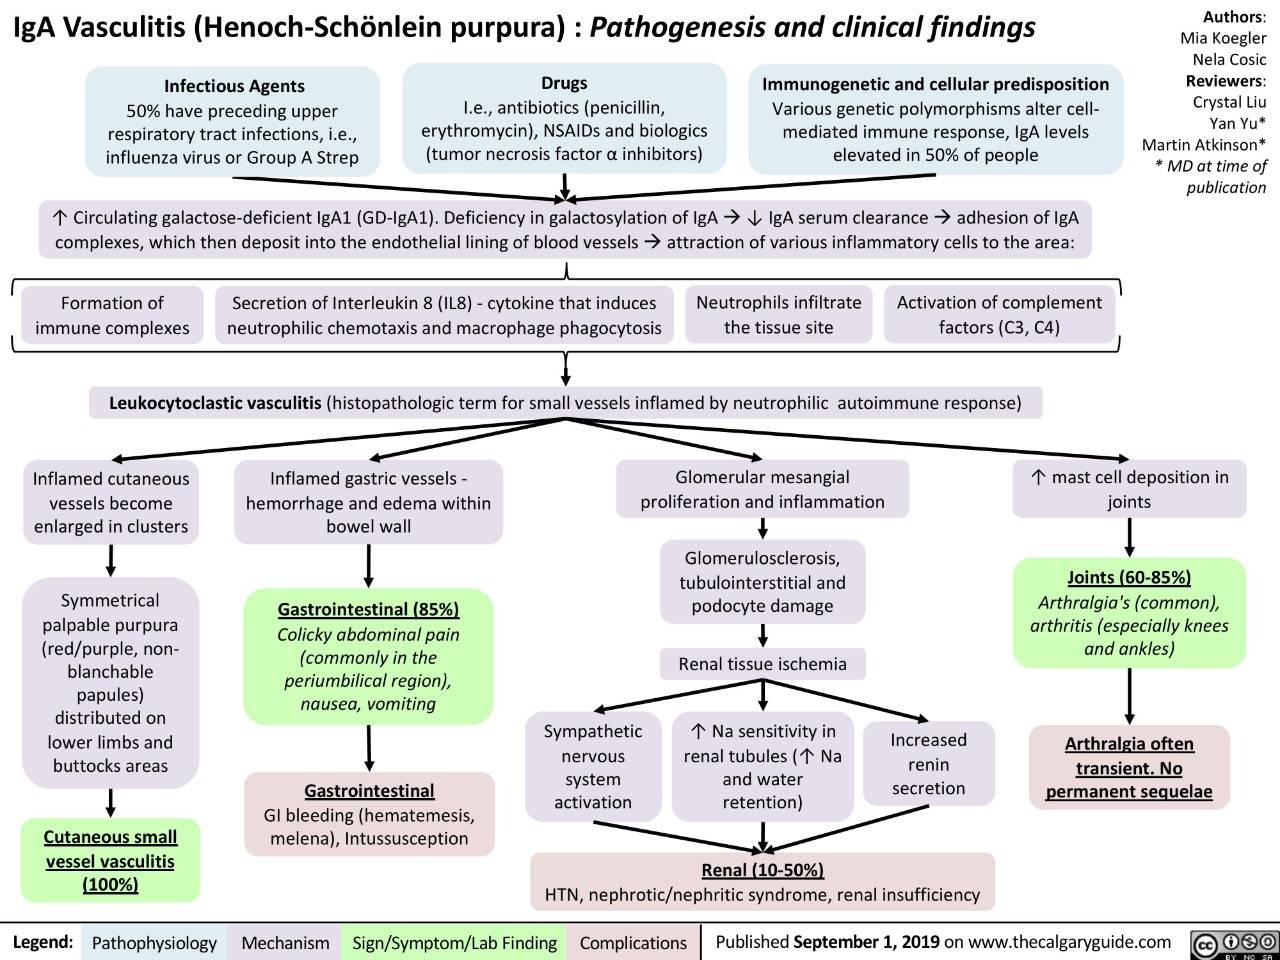 IgA Vasculitis (Henoch-Schönlein purpura) : Pathogenesis and clinical findings
Authors:
Mia Koegler
Nela Cosic
Reviewers:
Crystal Liu
Yan Yu*
Martin Atkinson*
* MD at time of
publication
Infectious Agents
50% have preceding upper
respiratory tract infections, i.e.,
influenza virus or Group A Strep
Drugs
I.e., antibiotics (penicillin,
erythromycin), NSAIDs and biologics
(tumor necrosis factor α inhibitors)
Immunogenetic and cellular predisposition
Various genetic polymorphisms alter cell-
mediated immune response, IgA levels
elevated in 50% of people
↑ Circulating galactose-deficient IgA1 (GD-IgA1). Deficiency in galactosylation of IgA → ↓ IgA serum clearance → adhesion of IgA
complexes, which then deposit into the endothelial lining of blood vessels → attraction of various inflammatory cells to the area:
Formation of
immune complexes
Secretion of Interleukin 8 (IL8) - cytokine that induces
neutrophilic chemotaxis and macrophage phagocytosis
Neutrophils infiltrate
the tissue site
Activation of complement
factors (C3, C4)
Leukocytoclastic vasculitis (histopathologic term for small vessels inflamed by neutrophilic autoimmune response)
Inflamed cutaneous
vessels become
enlarged in clusters
Symmetrical
palpable purpura
(red/purple, non-
blanchable
papules)
distributed on
lower limbs and
buttocks areas
Cutaneous small
vessel vasculitis
(100%)
Inflamed gastric vessels -
hemorrhage and edema within
bowel wall
Gastrointestinal (85%)
Colicky abdominal pain
(commonly in the
periumbilical region),
nausea, vomiting
Gastrointestinal
GI bleeding (hematemesis,
melena), Intussusception
Glomerular mesangial
proliferation and inflammation
Glomerulosclerosis,
tubulointerstitial and
podocyte damage
Renal tissue ischemia
Sympathetic
nervous
system
activation
↑ Na sensitivity in
renal tubules (↑ Na
and water
retention)
Increased
renin
secretion
Renal (10-50%)
HTN, nephrotic/nephritic syndrome, renal insufficiency
↑ mast cell deposition in
joints
Joints (60-85%)
Arthralgia's (common),
arthritis (especially knees
and ankles)
Arthralgia often
transient. No
permanent sequelae
Legend: Pathophysiology Mechanism Sign/Symptom/Lab Finding Complications
Published September 1, 2019 on www.thecalgaryguide.com
cc BY NC SA